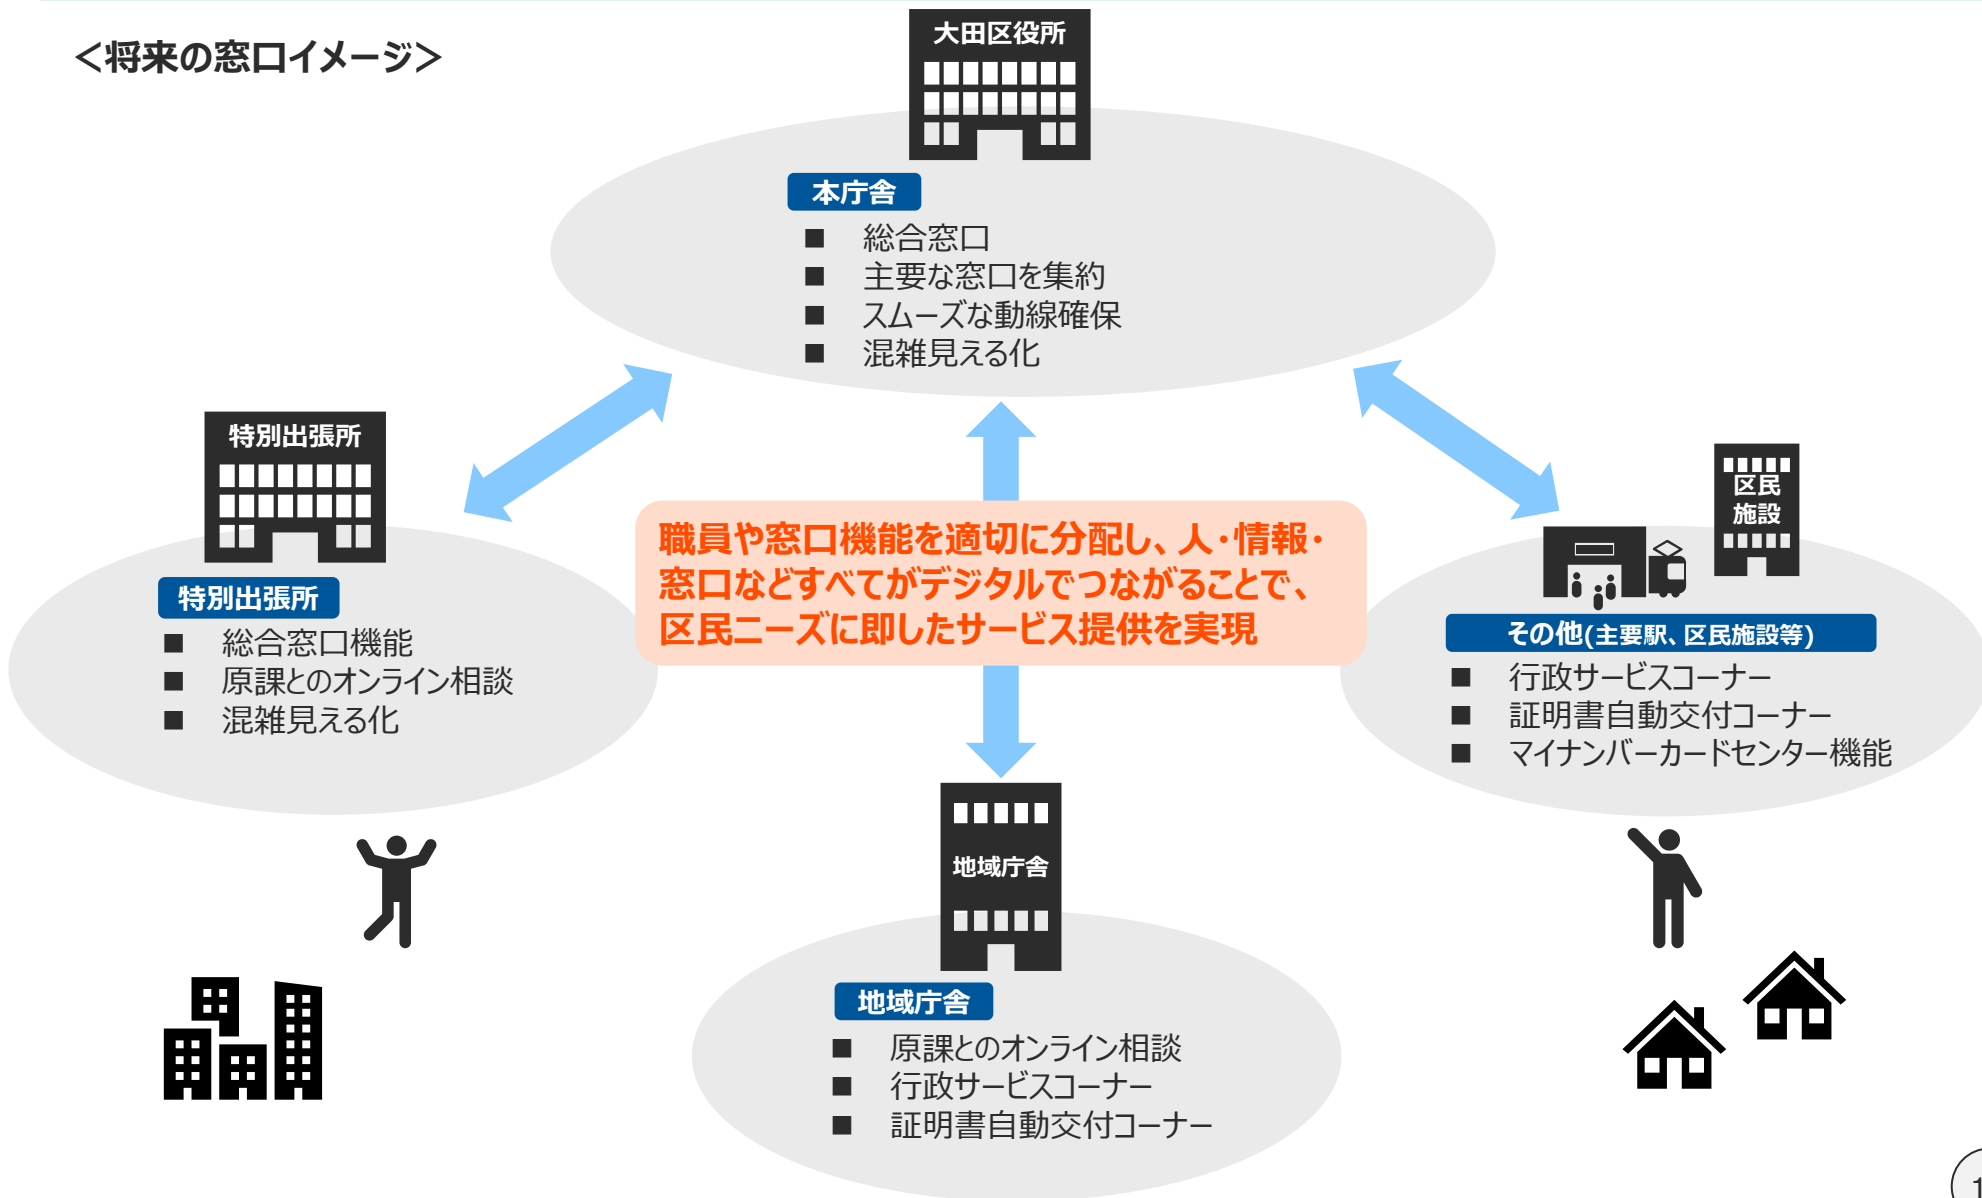 ＜将来の窓口イメージ＞
大田区役所
本庁舎
■ 総合窓口
■ 主要な窓口を集約
■ スムーズな動線確保
■ 混雑見える化
特別出張所
特別出張所
■ 総合窓口機能
■ 原課とのオンライン相談
■ 混雑見える化
職員や窓口機能を適切に分配し、人・情報・
窓口などすべてがデジタルでつながることで、
区民ニーズに即したサービス提供を実現
区民
施設
その他(主要駅、区民施設等)
■ 行政サービスコーナー
■ 証明書自動交付コーナー
■ マイナンバーカードセンター機能
地域庁舎
地域庁舎
■ 原課とのオンライン相談
■ 行政サービスコーナー
■ 証明書自動交付コーナー